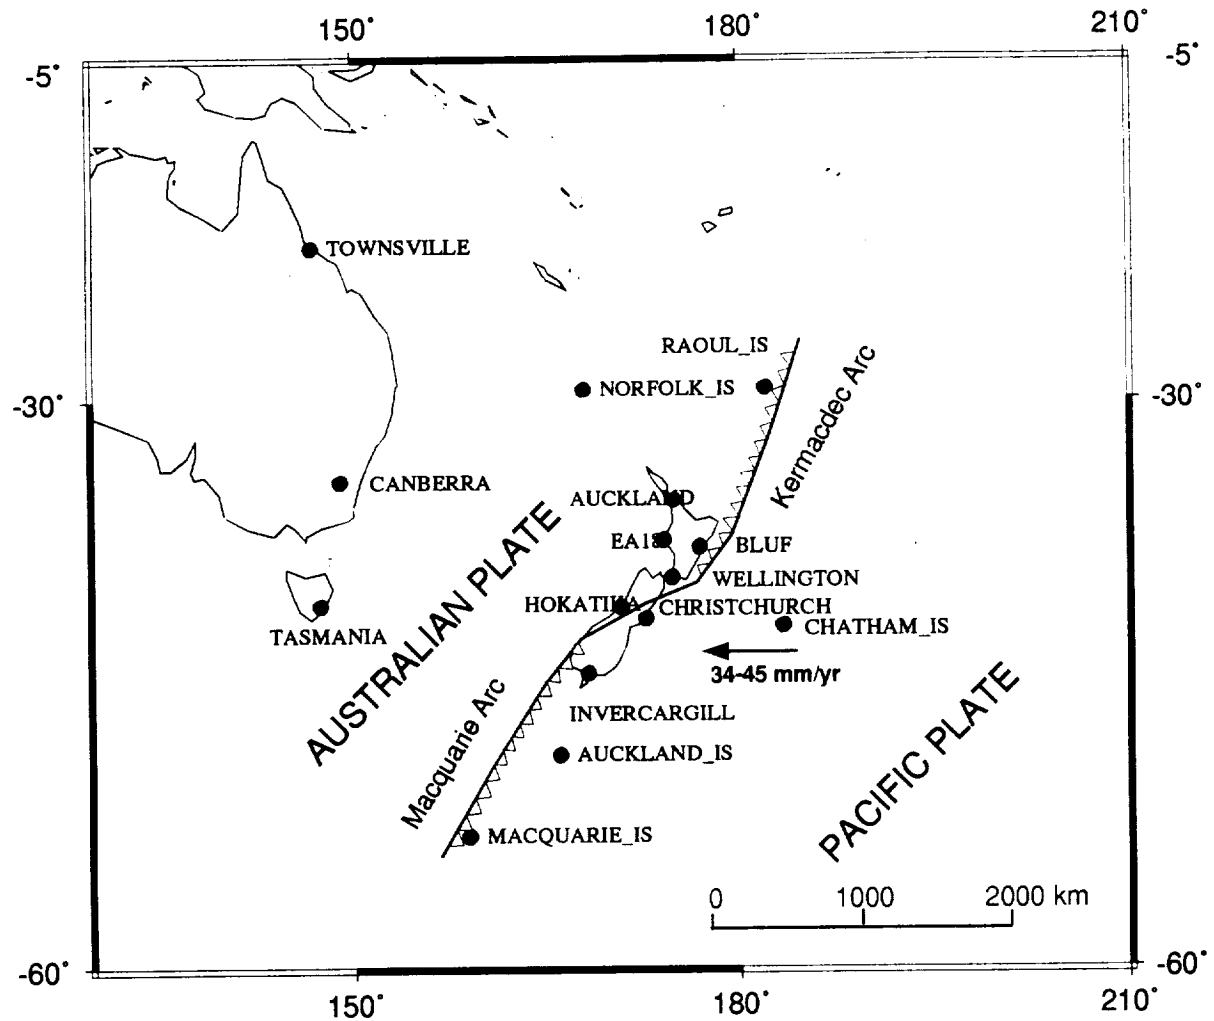 150°
180°
210°
-5°
-5°
TOWNSVILLE
RAOUL_IS
NORFOLK_IS
-30°
-30°
Kermacdec Arc
CANBERRA
AUCKLAND
EA18
BLUF
WELLINGTON
HOKATIKA
CHRISTCHURCH
CHATHAM_IS
TASMANIA
AUSTRALIAN PLATE
34-45 mm/yr
INVERCARGILL
AUCKLAND_IS
Macquarie Arc
PACIFIC PLATE
MACQUARIE_IS
0 1000 2000 km
-60°
-60°
150°
180°
210°